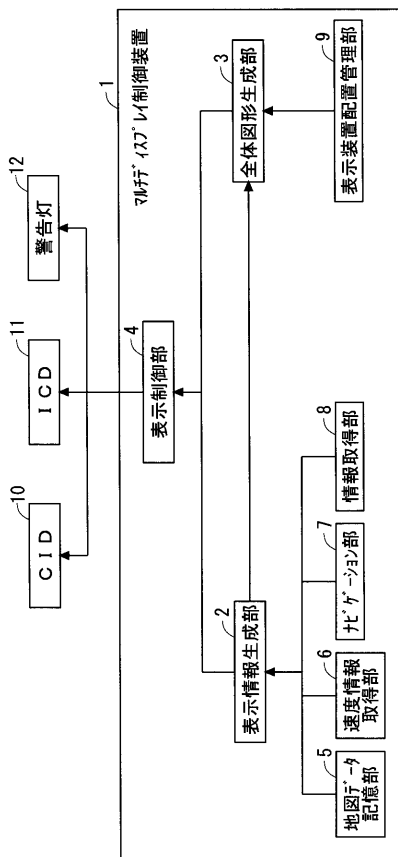 10
CID
11
ICD
12
警告灯
1
マルチディスプレイ制御装置
4
表示制御部
2
表示情報生成部
3
全体図形生成部
5
地図データ
記憶部
6
速度情報
取得部
7
ナビゲーション部
8
情報取得部
9
表示装置配置管理部